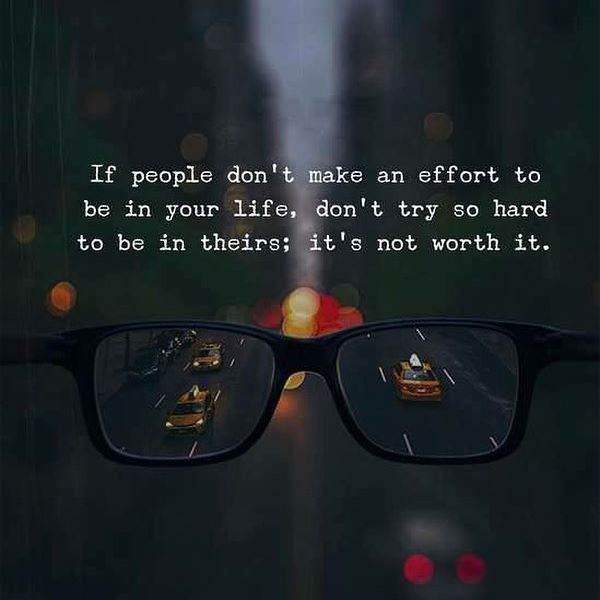 If people don't make an effort to
be in your life, don't try so hard
to be in theirs; it's not worth it.